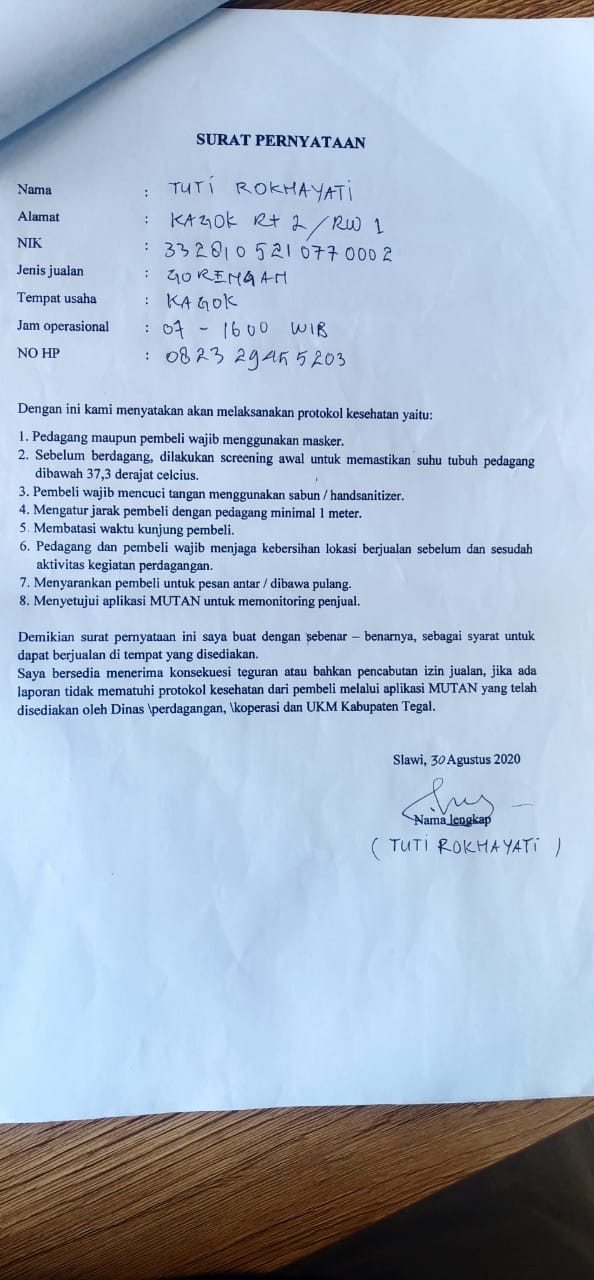 SURAT PERNYATAAN
Nama : TUTI ROKHAYATI
Alamat : KAGOK Rt 2/RW 1
NIK : 332810 521077 0002
Jenis jualan : GORENGAN
Tempat usaha : KAGOK
Jam operasional : 07 - 1600 WIB
NO HP : 0823 2945 5203
Dengan ini kami menyatakan akan melaksanakan protokol kesehatan yaitu:
1. Pedagang maupun pembeli wajib menggunakan masker.
2. Sebelum berdagang, dilakukan screening awal untuk memastikan suhu tubuh pedagang
dibawah 37,3 derajat celcius.
3. Pembeli wajib mencuci tangan menggunakan sabun / handsanitizer.
4. Mengatur jarak pembeli dengan pedagang minimal 1 meter.
5. Membatasi waktu kunjung pembeli.
6. Pedagang dan pembeli wajib menjaga kebersihan lokasi berjualan sebelum dan sesudah
aktivitas kegiatan perdagangan.
7. Menyarankan pembeli untuk pesan antar / dibawa pulang.
8. Menyetujui aplikasi MUTAN untuk memonitoring penjual.
Demikian surat pernyataan ini saya buat dengan sebenar – benarnya, sebagai syarat untuk
dapat berjualan di tempat yang disediakan.
Saya bersedia menerima konsekuesi teguran atau bahkan pencabutan izin jualan, jika ada
laporan tidak mematuhi protokol kesehatan dari pembeli melalui aplikasi MUTAN yang telah
disediakan oleh Dinas \perdagangan, \koperasi dan UKM Kabupaten Tegal.
Slawi, 30 Agustus 2020
Nama lengkap
( TUTI ROKHAYATI )